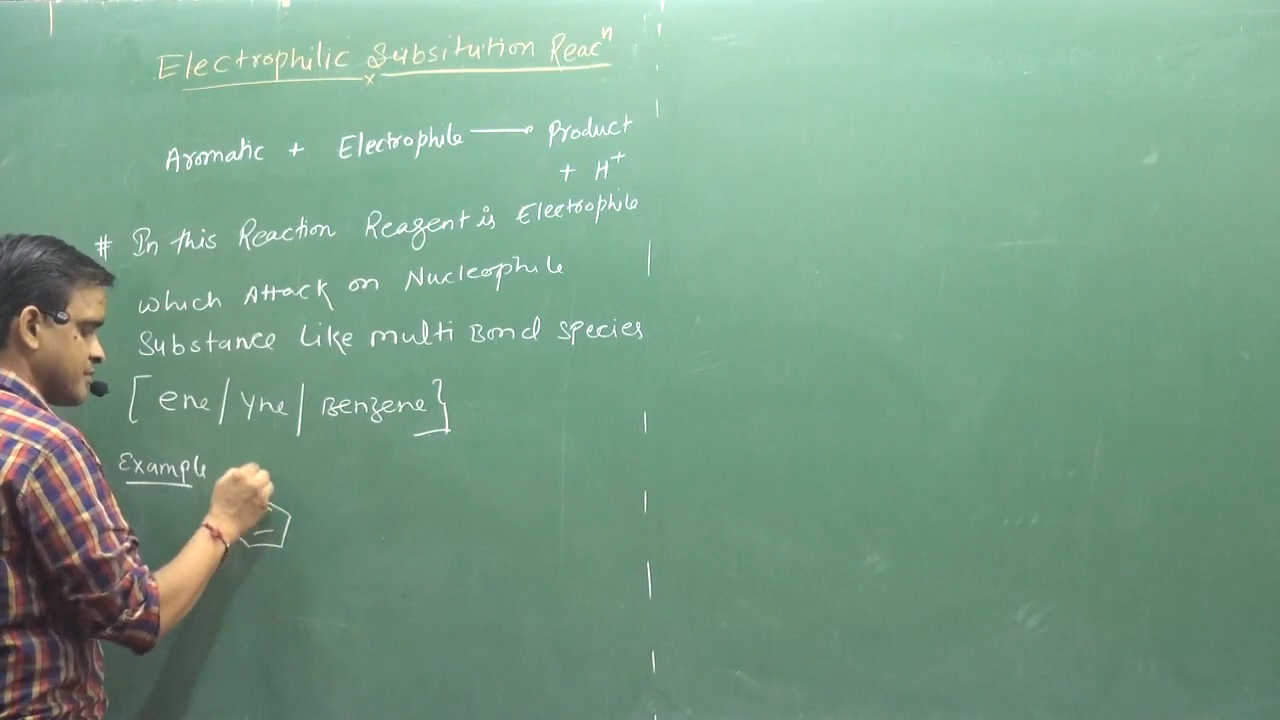 Electrophilic Subsitution Reacⁿ
Aromatic + Electrophile ⟶ Product
+ H⁺
# In this Reaction Reagent is Electrophile
which Attack on Nucleophile
Substance Like multi Bond species
[ene/yne/Benzene}
Example